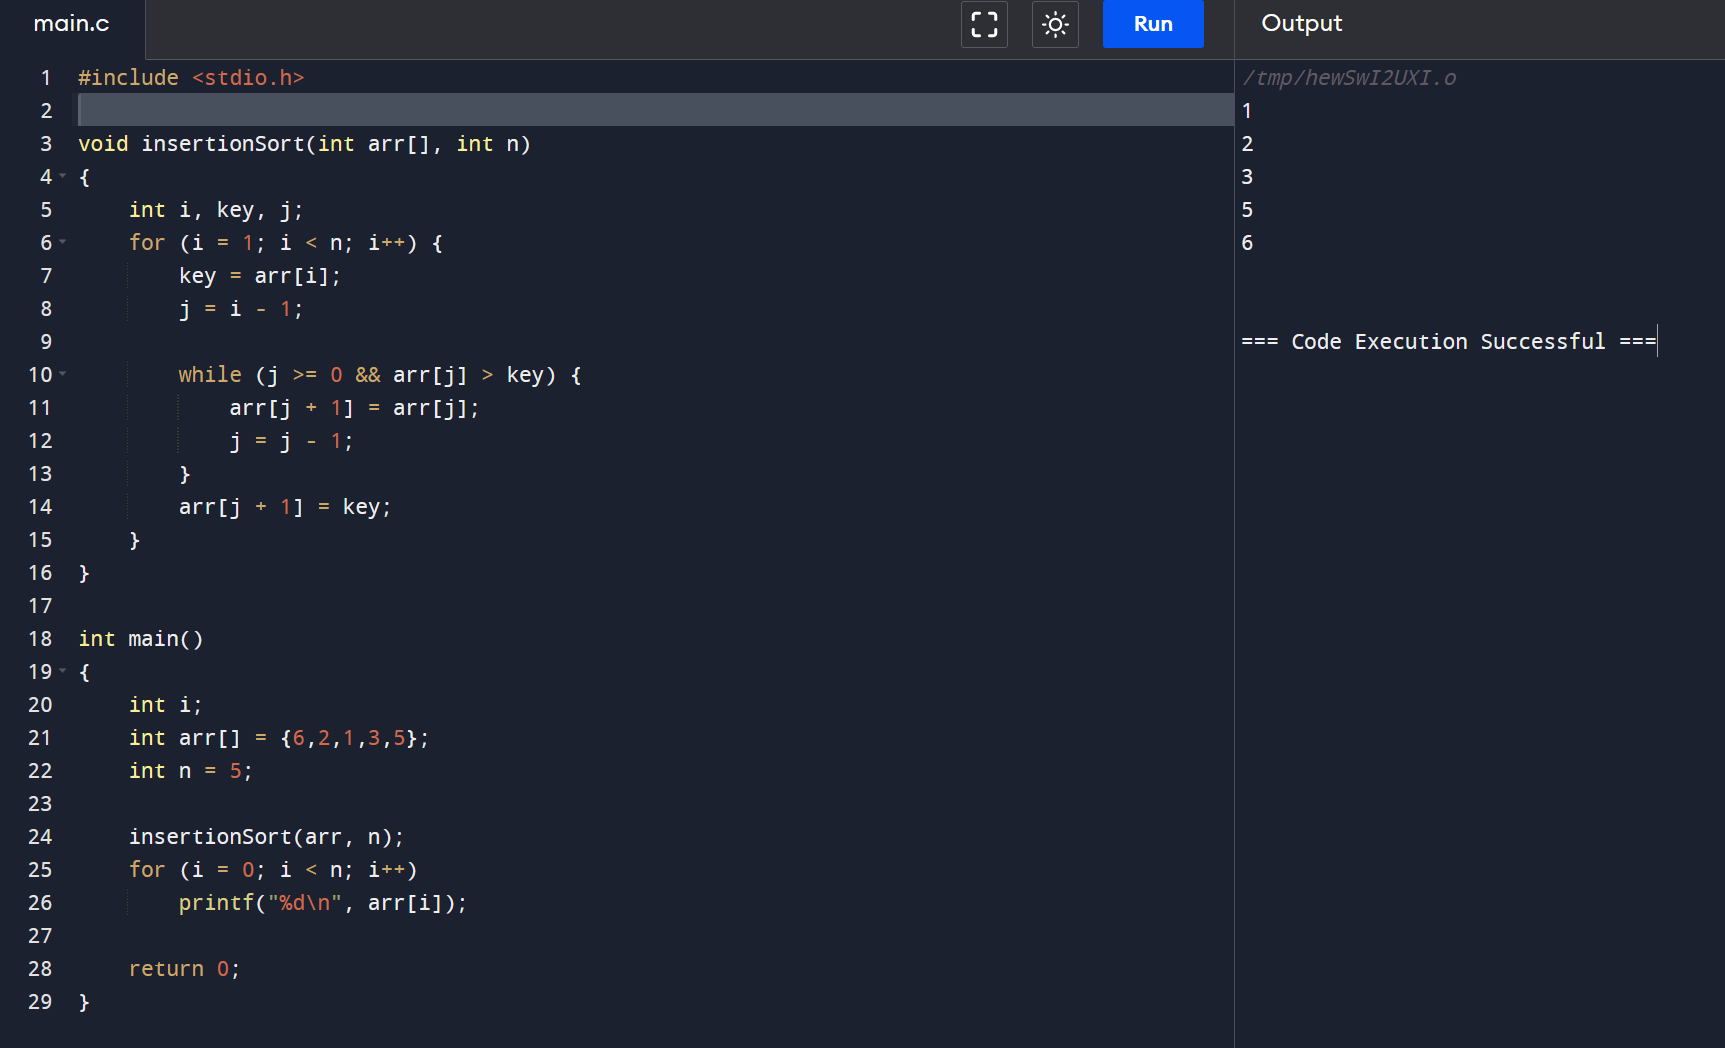 main.c
Run
Output
1 #include <stdio.h>
2
3 void insertionSort(int arr[], int n)
4 {
5     int i, key, j;
6     for (i = 1; i < n; i++) {
7         key = arr[i];
8         j = i - 1;
9
10         while (j >= 0 && arr[j] > key) {
11             arr[j + 1] = arr[j];
12             j = j - 1;
13         }
14         arr[j + 1] = key;
15     }
16 }
17
18 int main()
19 {
20     int i;
21     int arr[] = {6,2,1,3,5};
22     int n = 5;
23
24     insertionSort(arr, n);
25     for (i = 0; i < n; i++)
26         printf("%d\n", arr[i]);
27
28     return 0;
29 }
/tmp/hewSwI2UXI.o
1
2
3
5
6
=== Code Execution Successful ===